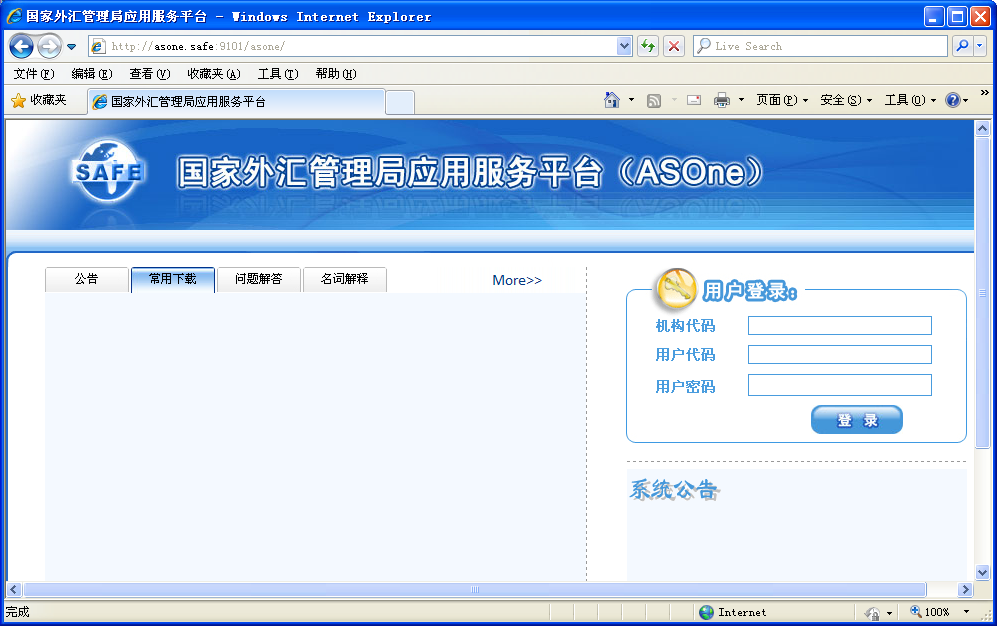 国家外汇管理局应用服务平台 - Windows Internet Explorer
http://asone.safe:9101/asone/
Live Search
文件(F) 编辑(E) 查看(V) 收藏夹(A) 工具(T) 帮助(H)
收藏夹 国家外汇管理局应用服务平台 页面(P) 安全(S) 工具(O) »
SAFE 国家外汇管理局应用服务平台（ASOne）
公告 常用下载 问题解答 名词解释 More>>
用户登录:
机构代码
用户代码
用户密码
登 录
系统公告
完成 Internet 100%